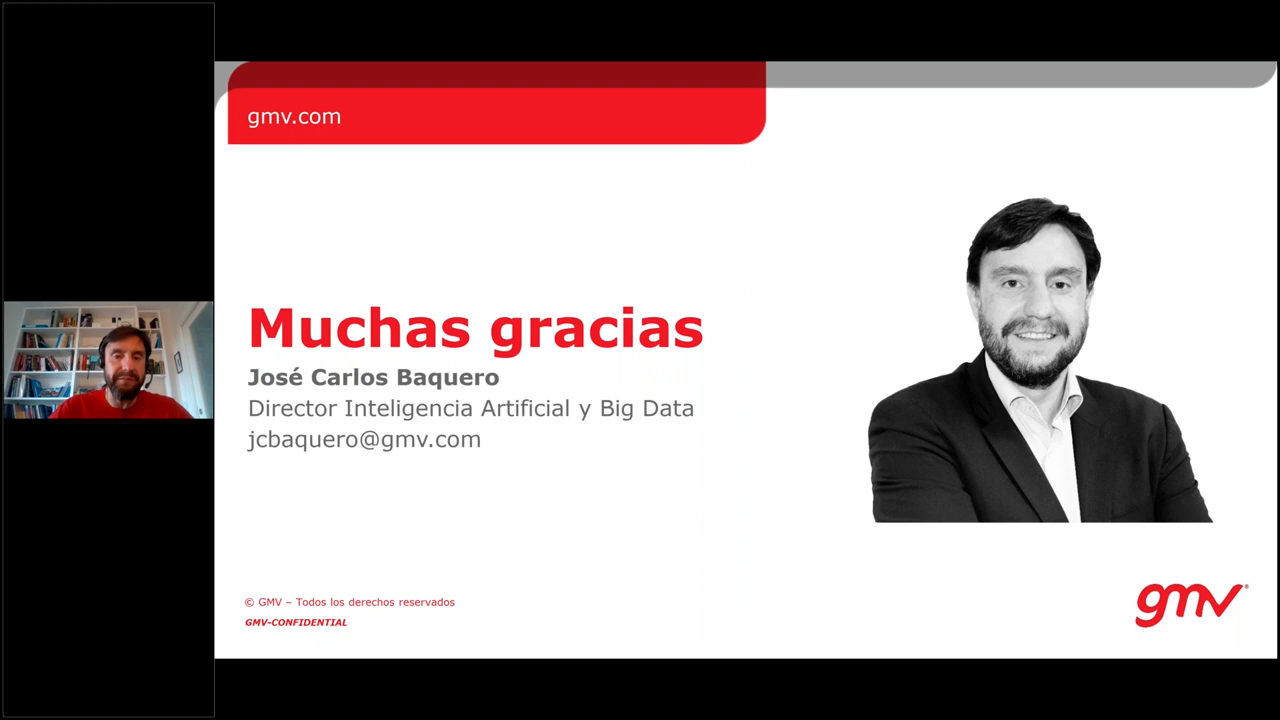 gmv.com
Muchas gracias
José Carlos Baquero
Director Inteligencia Artificial y Big Data
jcbaquero@gmv.com
© GMV – Todos los derechos reservados
GMV-CONFIDENTIAL
gmv®